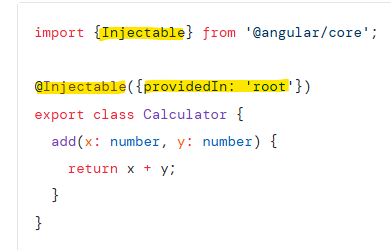 import {Injectable} from '@angular/core';
@Injectable({providedIn: 'root'})
export class Calculator {
add(x: number, y: number) {
return x + y;
}
}